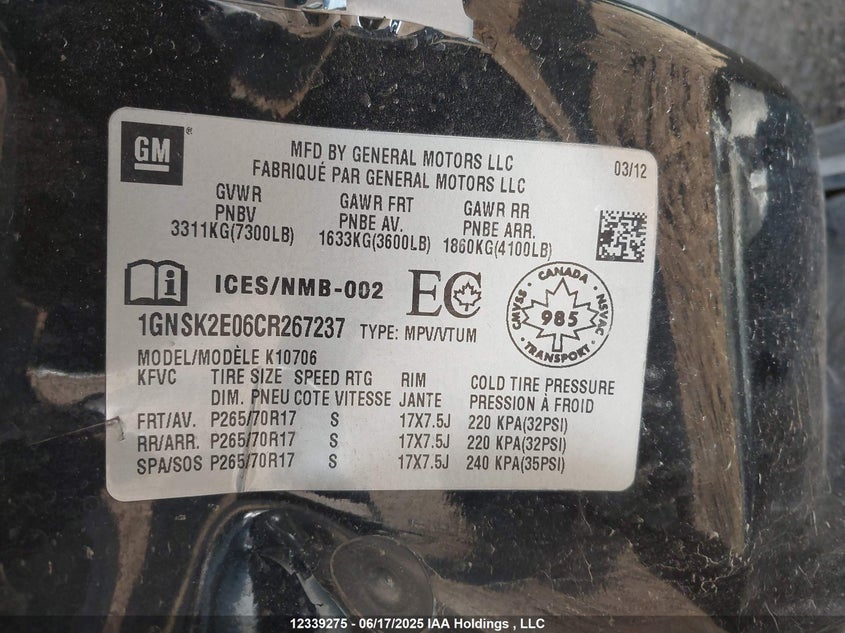 GM
MFD BY GENERAL MOTORS LLC
FABRIQUÉ PAR GENERAL MOTORS LLC
03/12
GVWR GAWR FRT GAWR RR
PNBV PNBE AV. PNBE ARR.
3311KG(7300LB) 1633KG(3600LB) 1860KG(4100LB)
i ICES/NMB-002 EC
CANADA
CMVSS 985 NSVAC
TRANSPORT
1GNSK2E06CR267237 TYPE: MPV/VTUM
MODEL/MODÈLE K10706
KFVC TIRE SIZE SPEED RTG RIM COLD TIRE PRESSURE
DIM. PNEU COTE VITESSE JANTE PRESSION À FROID
FRT/AV. P265/70R17 S 17X7.5J 220 KPA(32PSI)
RR/ARR. P265/70R17 S 17X7.5J 220 KPA(32PSI)
SPA/SOS P265/70R17 S 17X7.5J 240 KPA(35PSI)
12339275 - 06/17/2025 IAA Holdings , LLC